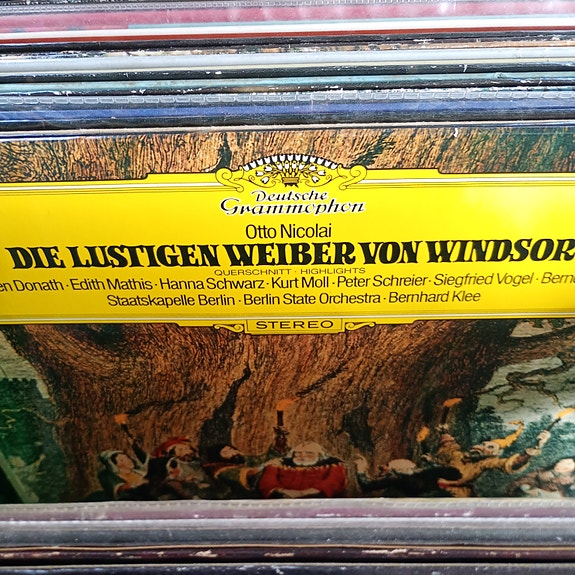 Deutsche
Grammophon
Otto Nicolai
DIE LUSTIGEN WEIBER VON WINDSOR
QUERSCHNITT · HIGHLIGHTS
Donath · Edith Mathis · Hanna Schwarz · Kurt Moll · Peter Schreier · Siegfried Vogel ·
Staatskapelle Berlin · Berlin State Orchestra · Bernhard Klee
STEREO